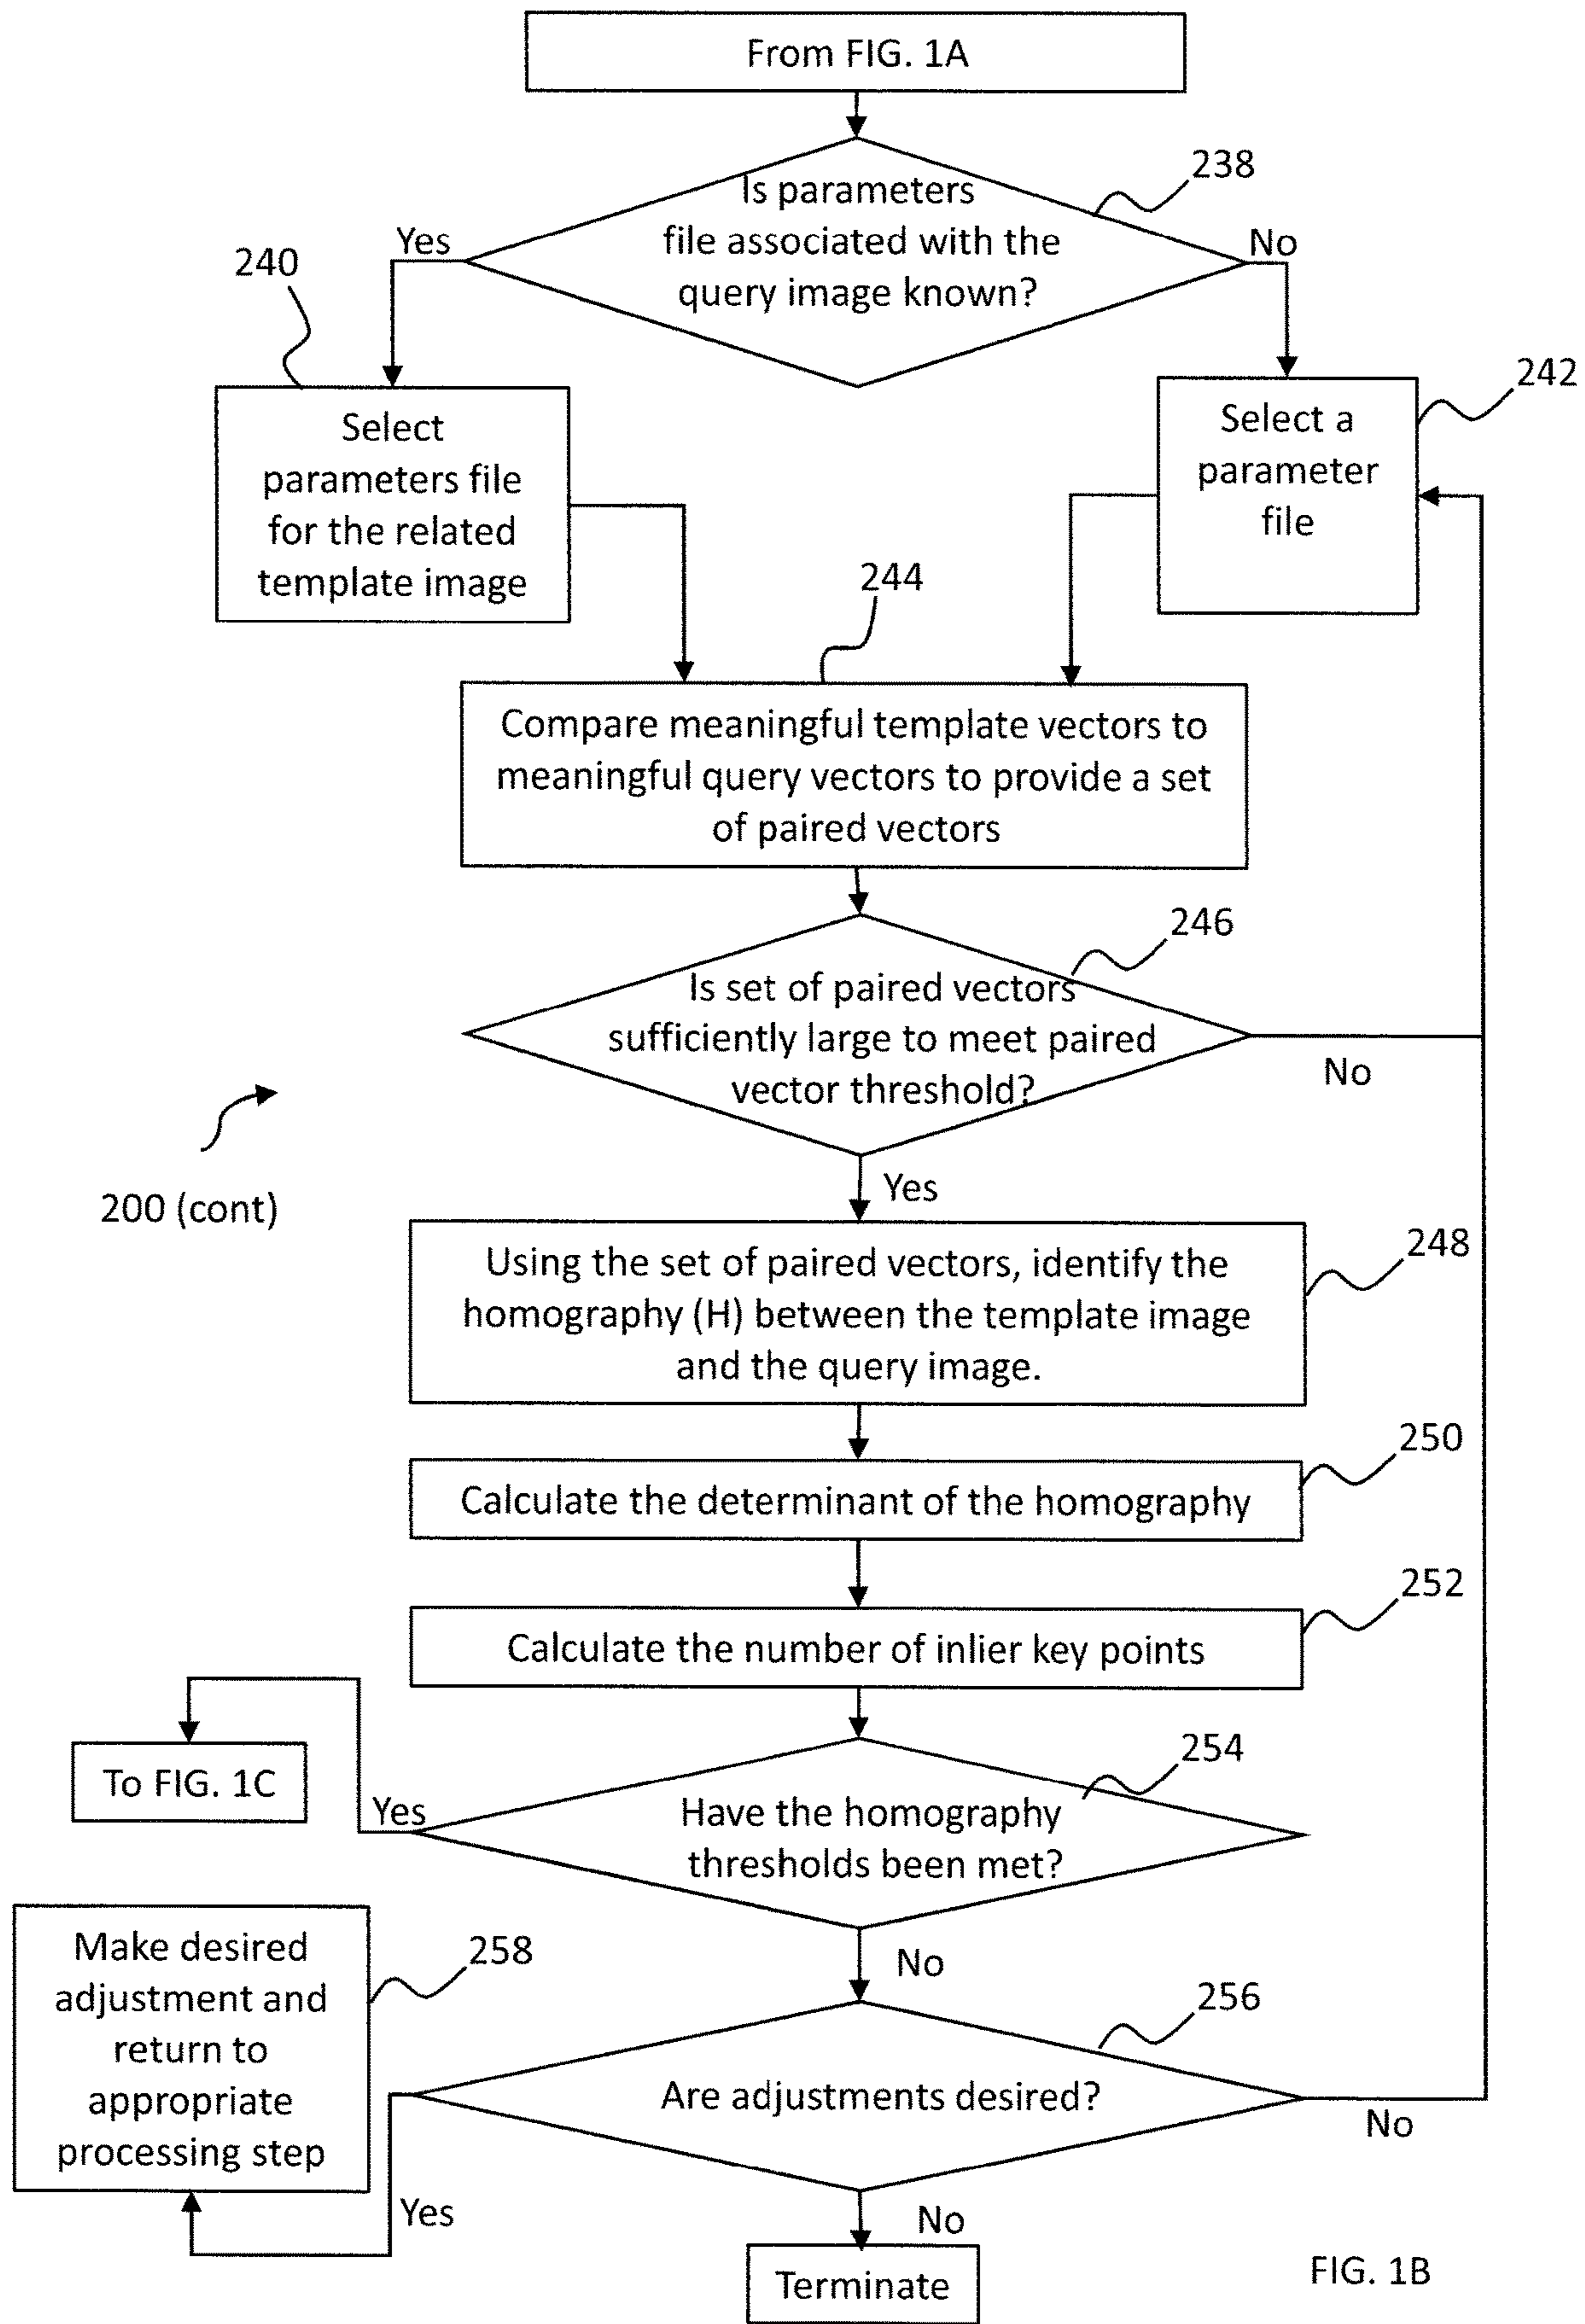 From FIG. 1A
238
Is parameters
file associated with the
query image known?
Yes
No
240
Select
parameters file
for the related
template image
242
Select a
parameter
file
244
Compare meaningful template vectors to
meaningful query vectors to provide a set
of paired vectors
246
Is set of paired vectors
sufficiently large to meet paired
vector threshold?
No
Yes
200 (cont)
248
Using the set of paired vectors, identify the
homography (H) between the template image
and the query image.
250
Calculate the determinant of the homography
252
Calculate the number of inlier key points
254
Have the homography
thresholds been met?
Yes
To FIG. 1C
No
256
Are adjustments desired?
No
258
Make desired
adjustment and
return to
appropriate
processing step
Yes
No
Terminate
FIG. 1B